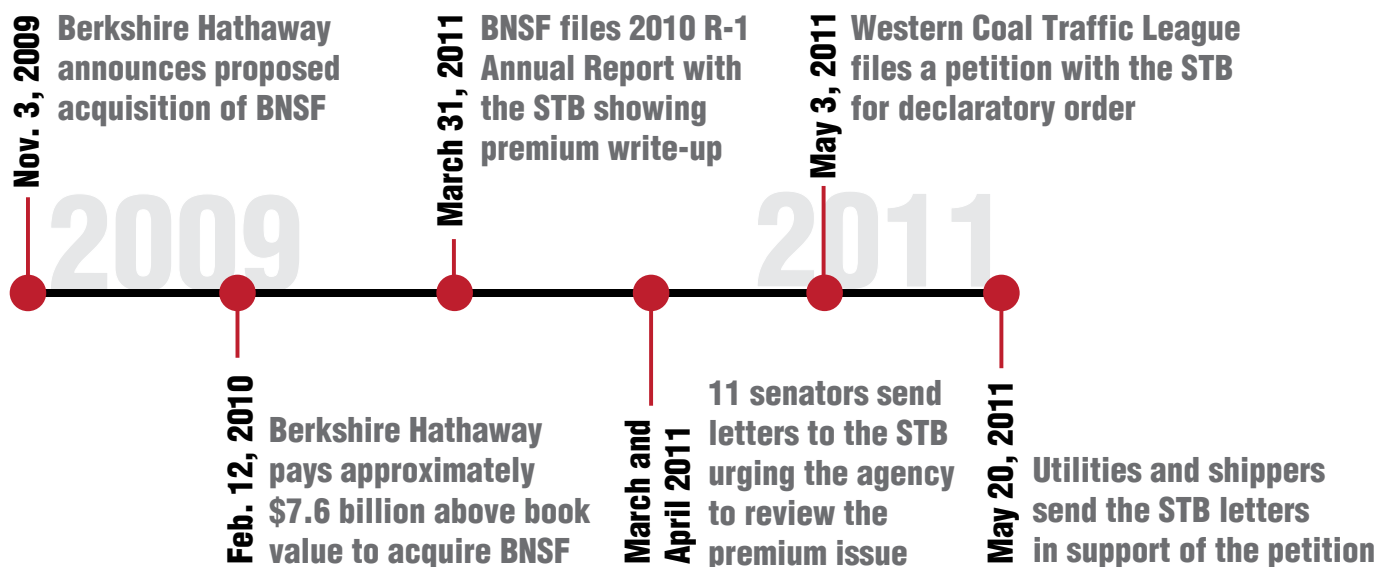 Nov. 3, 2009
Berkshire Hathaway
announces proposed
acquisition of BNSF
March 31, 2011
BNSF files 2010 R-1
Annual Report with
the STB showing
premium write-up
May 3, 2011
Western Coal Traffic League
files a petition with the STB
for declaratory order
2009
2011
Feb. 12, 2010
Berkshire Hathaway
pays approximately
$7.6 billion above book
value to acquire BNSF
March and
April 2011
11 senators send
letters to the STB
urging the agency
to review the
premium issue
May 20, 2011
Utilities and shippers
send the STB letters
in support of the petition